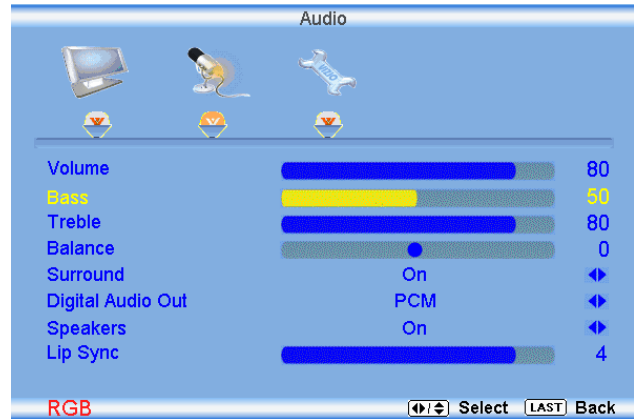 Audio
VIZIO
Volume 80
Bass 50
Treble 80
Balance 0
Surround On
Digital Audio Out PCM
Speakers On
Lip Sync 4
RGB Select LAST Back